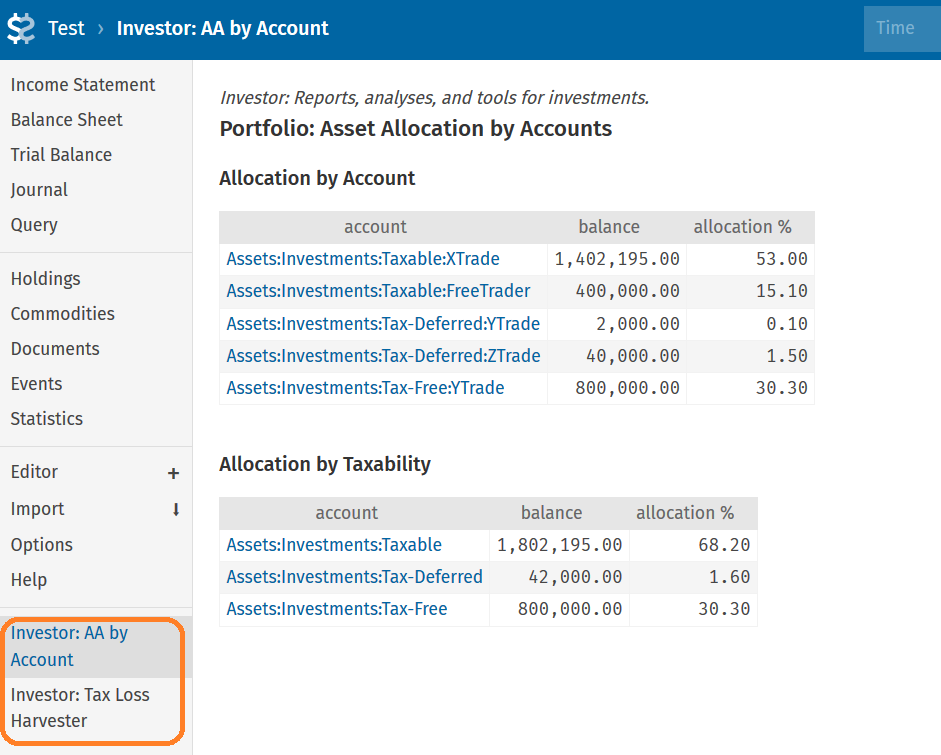 Test › Investor: AA by Account
Time
Income Statement
Balance Sheet
Trial Balance
Journal
Query
Holdings
Commodities
Documents
Events
Statistics
Editor +
Import
Options
Help
Investor: AA by
Account
Investor: Tax Loss
Harvester
Investor: Reports, analyses, and tools for investments.
Portfolio: Asset Allocation by Accounts
Allocation by Account
account balance allocation %
Assets:Investments:Taxable:XTrade 1,402,195.00 53.00
Assets:Investments:Taxable:FreeTrader 400,000.00 15.10
Assets:Investments:Tax-Deferred:YTrade 2,000.00 0.10
Assets:Investments:Tax-Deferred:ZTrade 40,000.00 1.50
Assets:Investments:Tax-Free:YTrade 800,000.00 30.30
Allocation by Taxability
account balance allocation %
Assets:Investments:Taxable 1,802,195.00 68.20
Assets:Investments:Tax-Deferred 42,000.00 1.60
Assets:Investments:Tax-Free 800,000.00 30.30